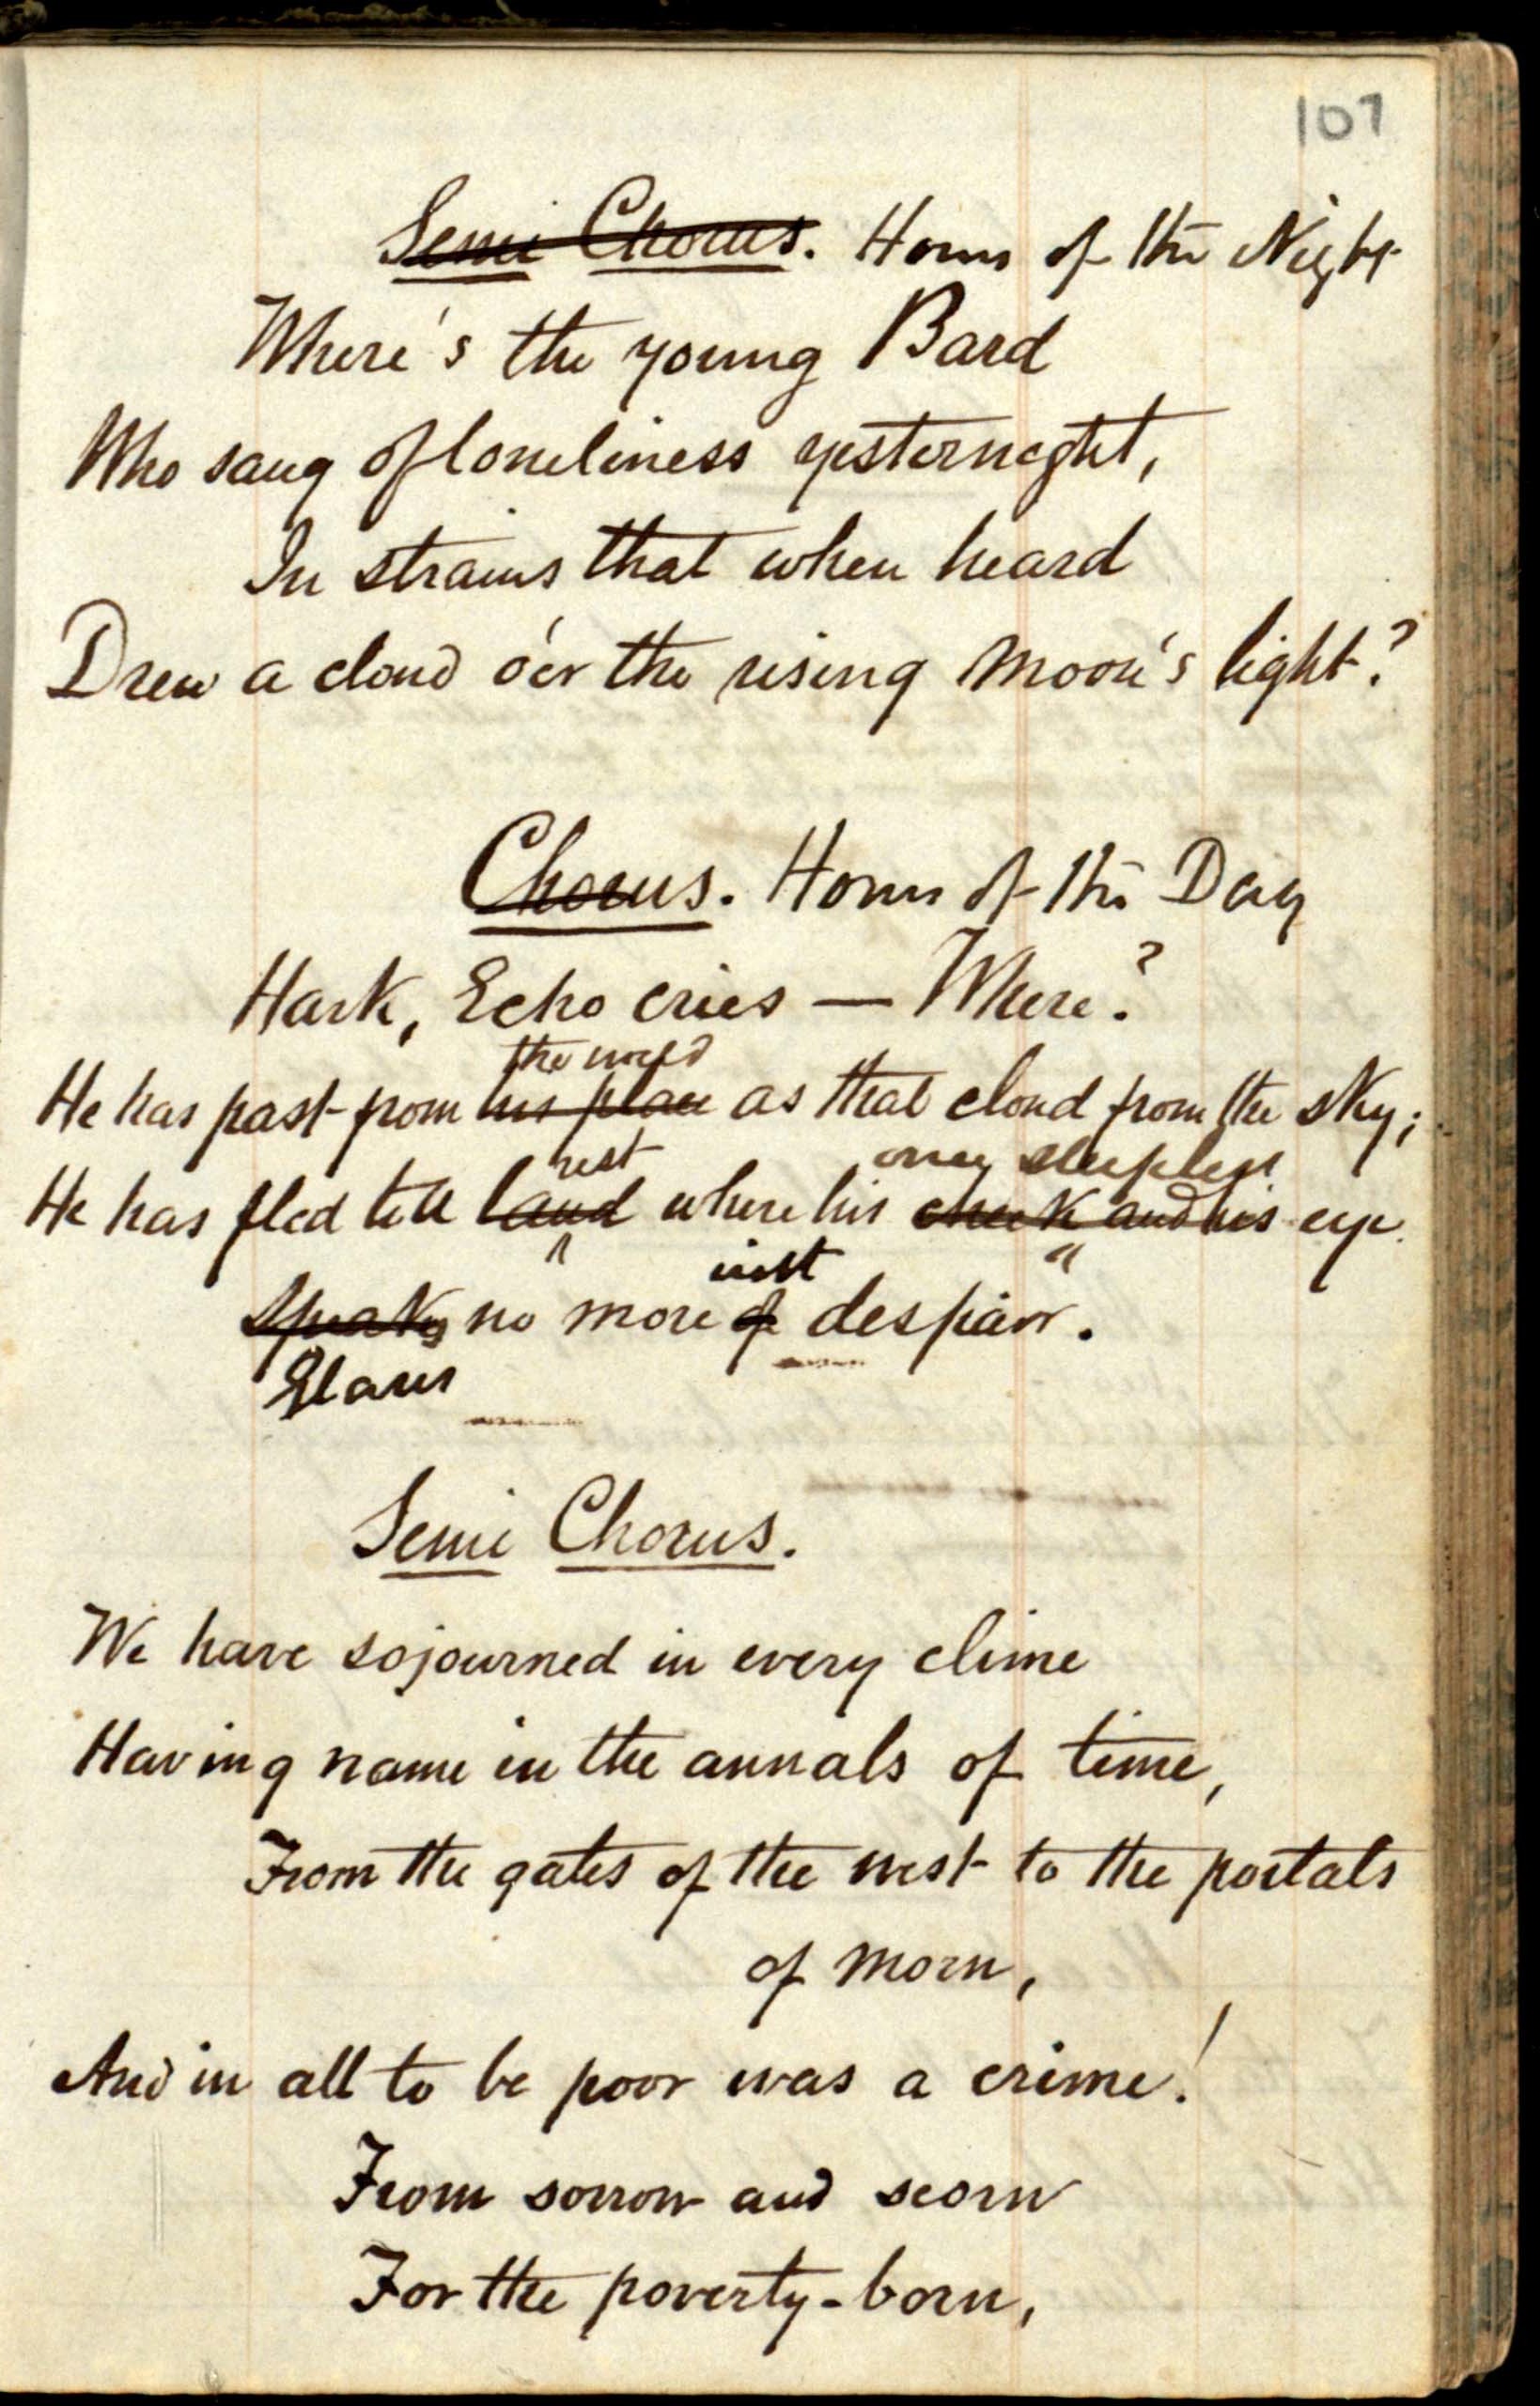 107
Semi Chorus. Hours of the Night
Where's the young Bard
Who sang of loneliness yesternight,
In strains that when heard
Drew a cloud o'er the rising moon's light?
Chorus. Hours of the Day
Hark, Echo cries — Where?
the world
He has past from his place as that cloud from the sky;
rest sleepless
He has fled to a land where his cheek and his eye
with
Speaks no more of despair.
Glares
Semi Chorus.
We have sojourned in every clime
Having name in the annals of time,
From the gates of the west to the portals
of morn,
And in all to be poor was a crime!
From sorrow and scorn
For the poverty-born,